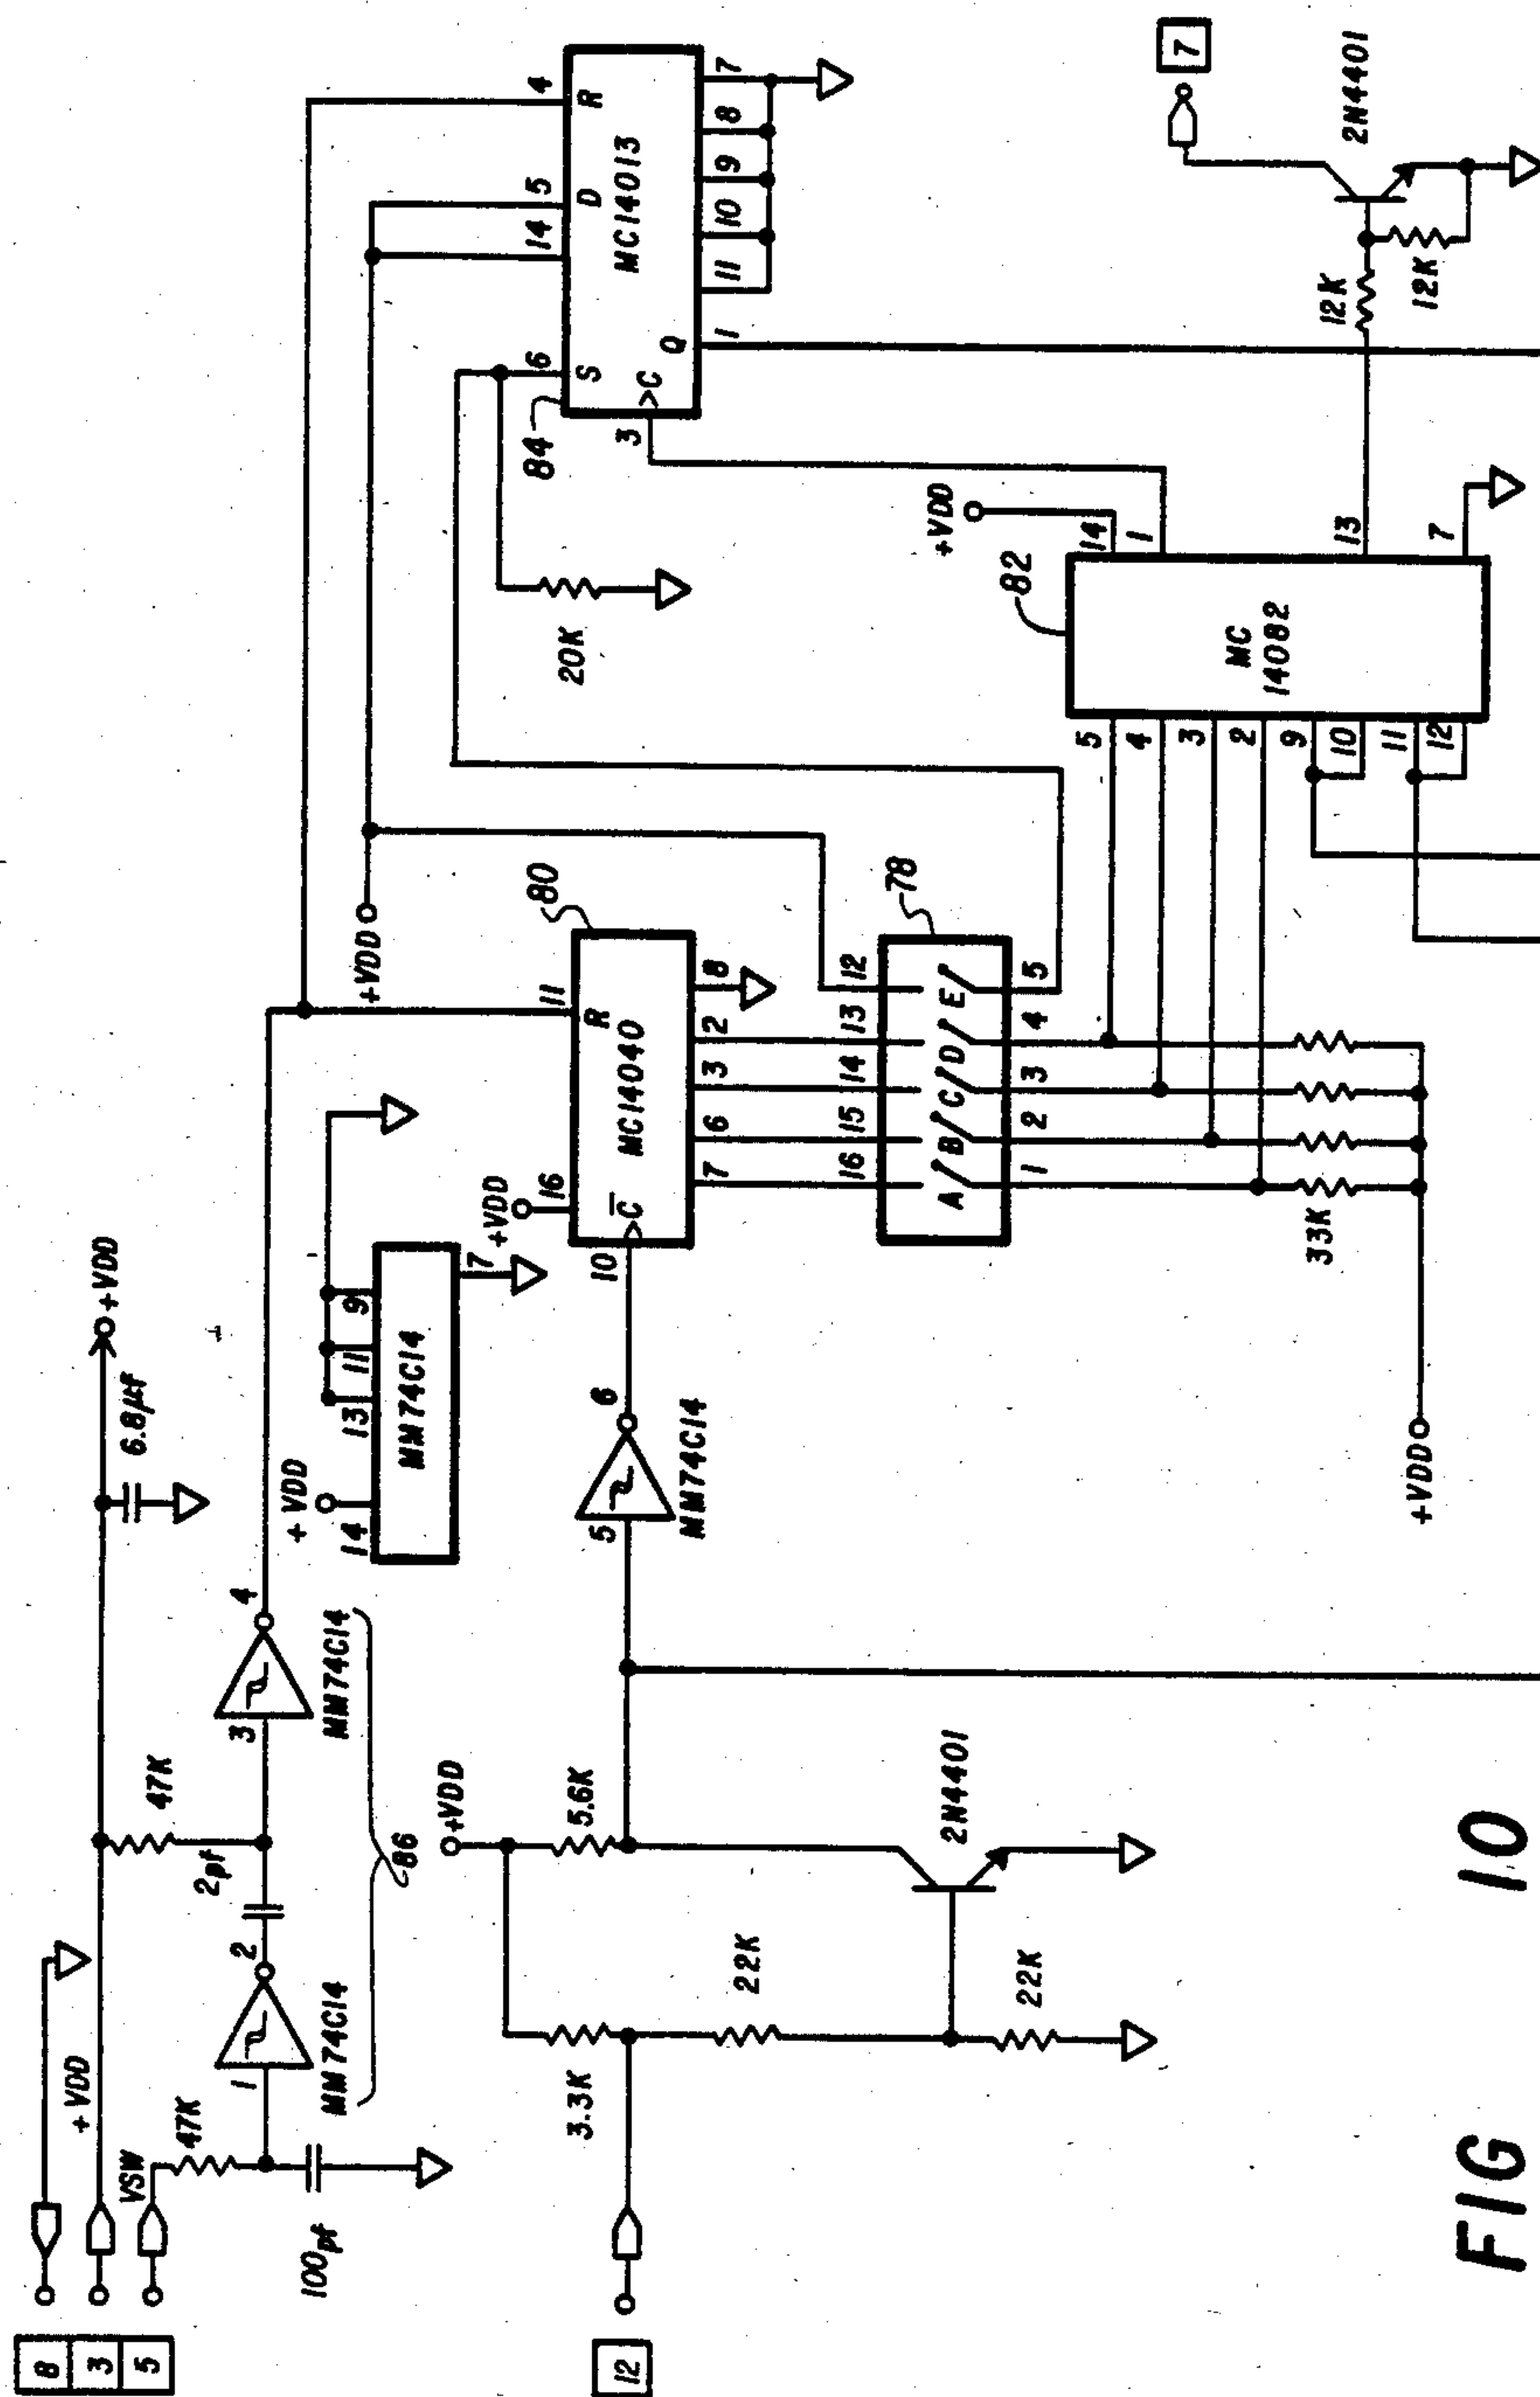 8
3
5
+VDD
VSW
47K
100pf
1
MM74C14
2
2pf
47K
3
MM74C14
4
86
6.8µf
+VDD
+VDD
14
13
11
9
MM74C14
7
12
3.3K
22K
22K
+VDD
5.6K
2N4401
5
6
MM74C14
+VDD
16
10
C
MC14040
R
11
80
7
6
3
2
8
+VDD
16
15
14
13
12
78
A
B
C
D
E
1
2
3
4
5
33K
+VDD
20K
84
6
14
5
4
S
D
R
3
>C
MC14013
Q
1
11
10
9
8
7
+VDD
82
14
1
13
7
MC
14082
5
4
3
2
9
10
11
12
12K
12K
2N4401
7
FIG 10